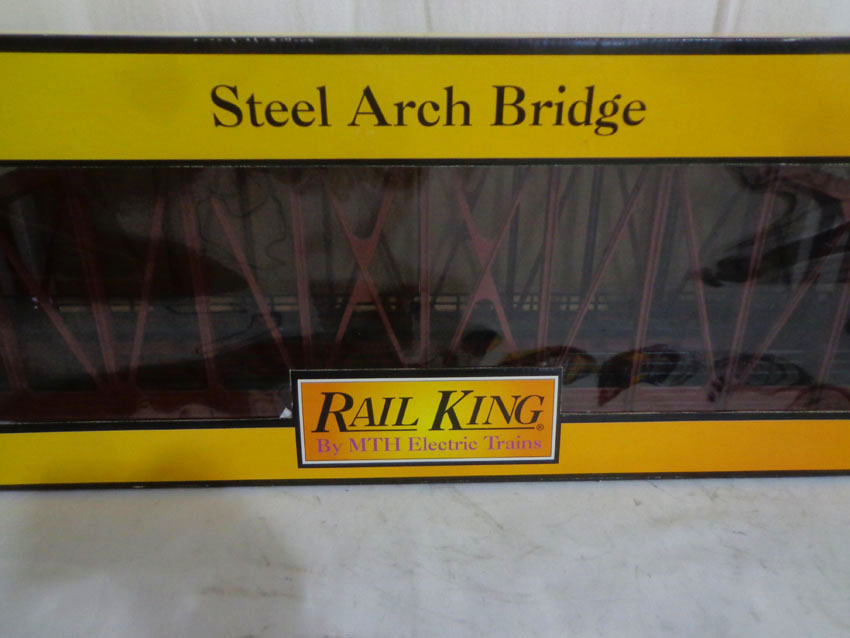 Steel Arch Bridge
RAIL KING®
By MTH Electric Trains